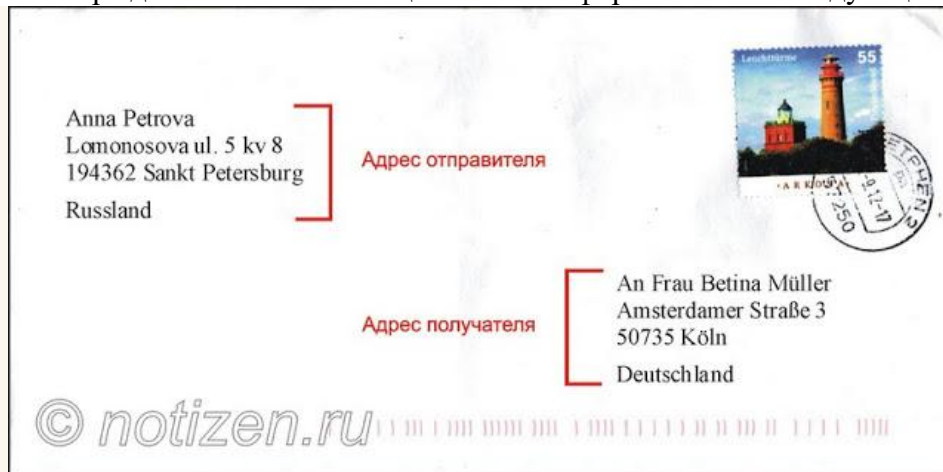 Leuchttürme 55
ARKONA
Anna Petrova
Lomonosova ul. 5 kv 8
194362 Sankt Petersburg
Russland
Адрес отправителя
An Frau Betina Müller
Amsterdamer Straße 3
50735 Köln
Deutschland
Адрес получателя
© notizen.ru